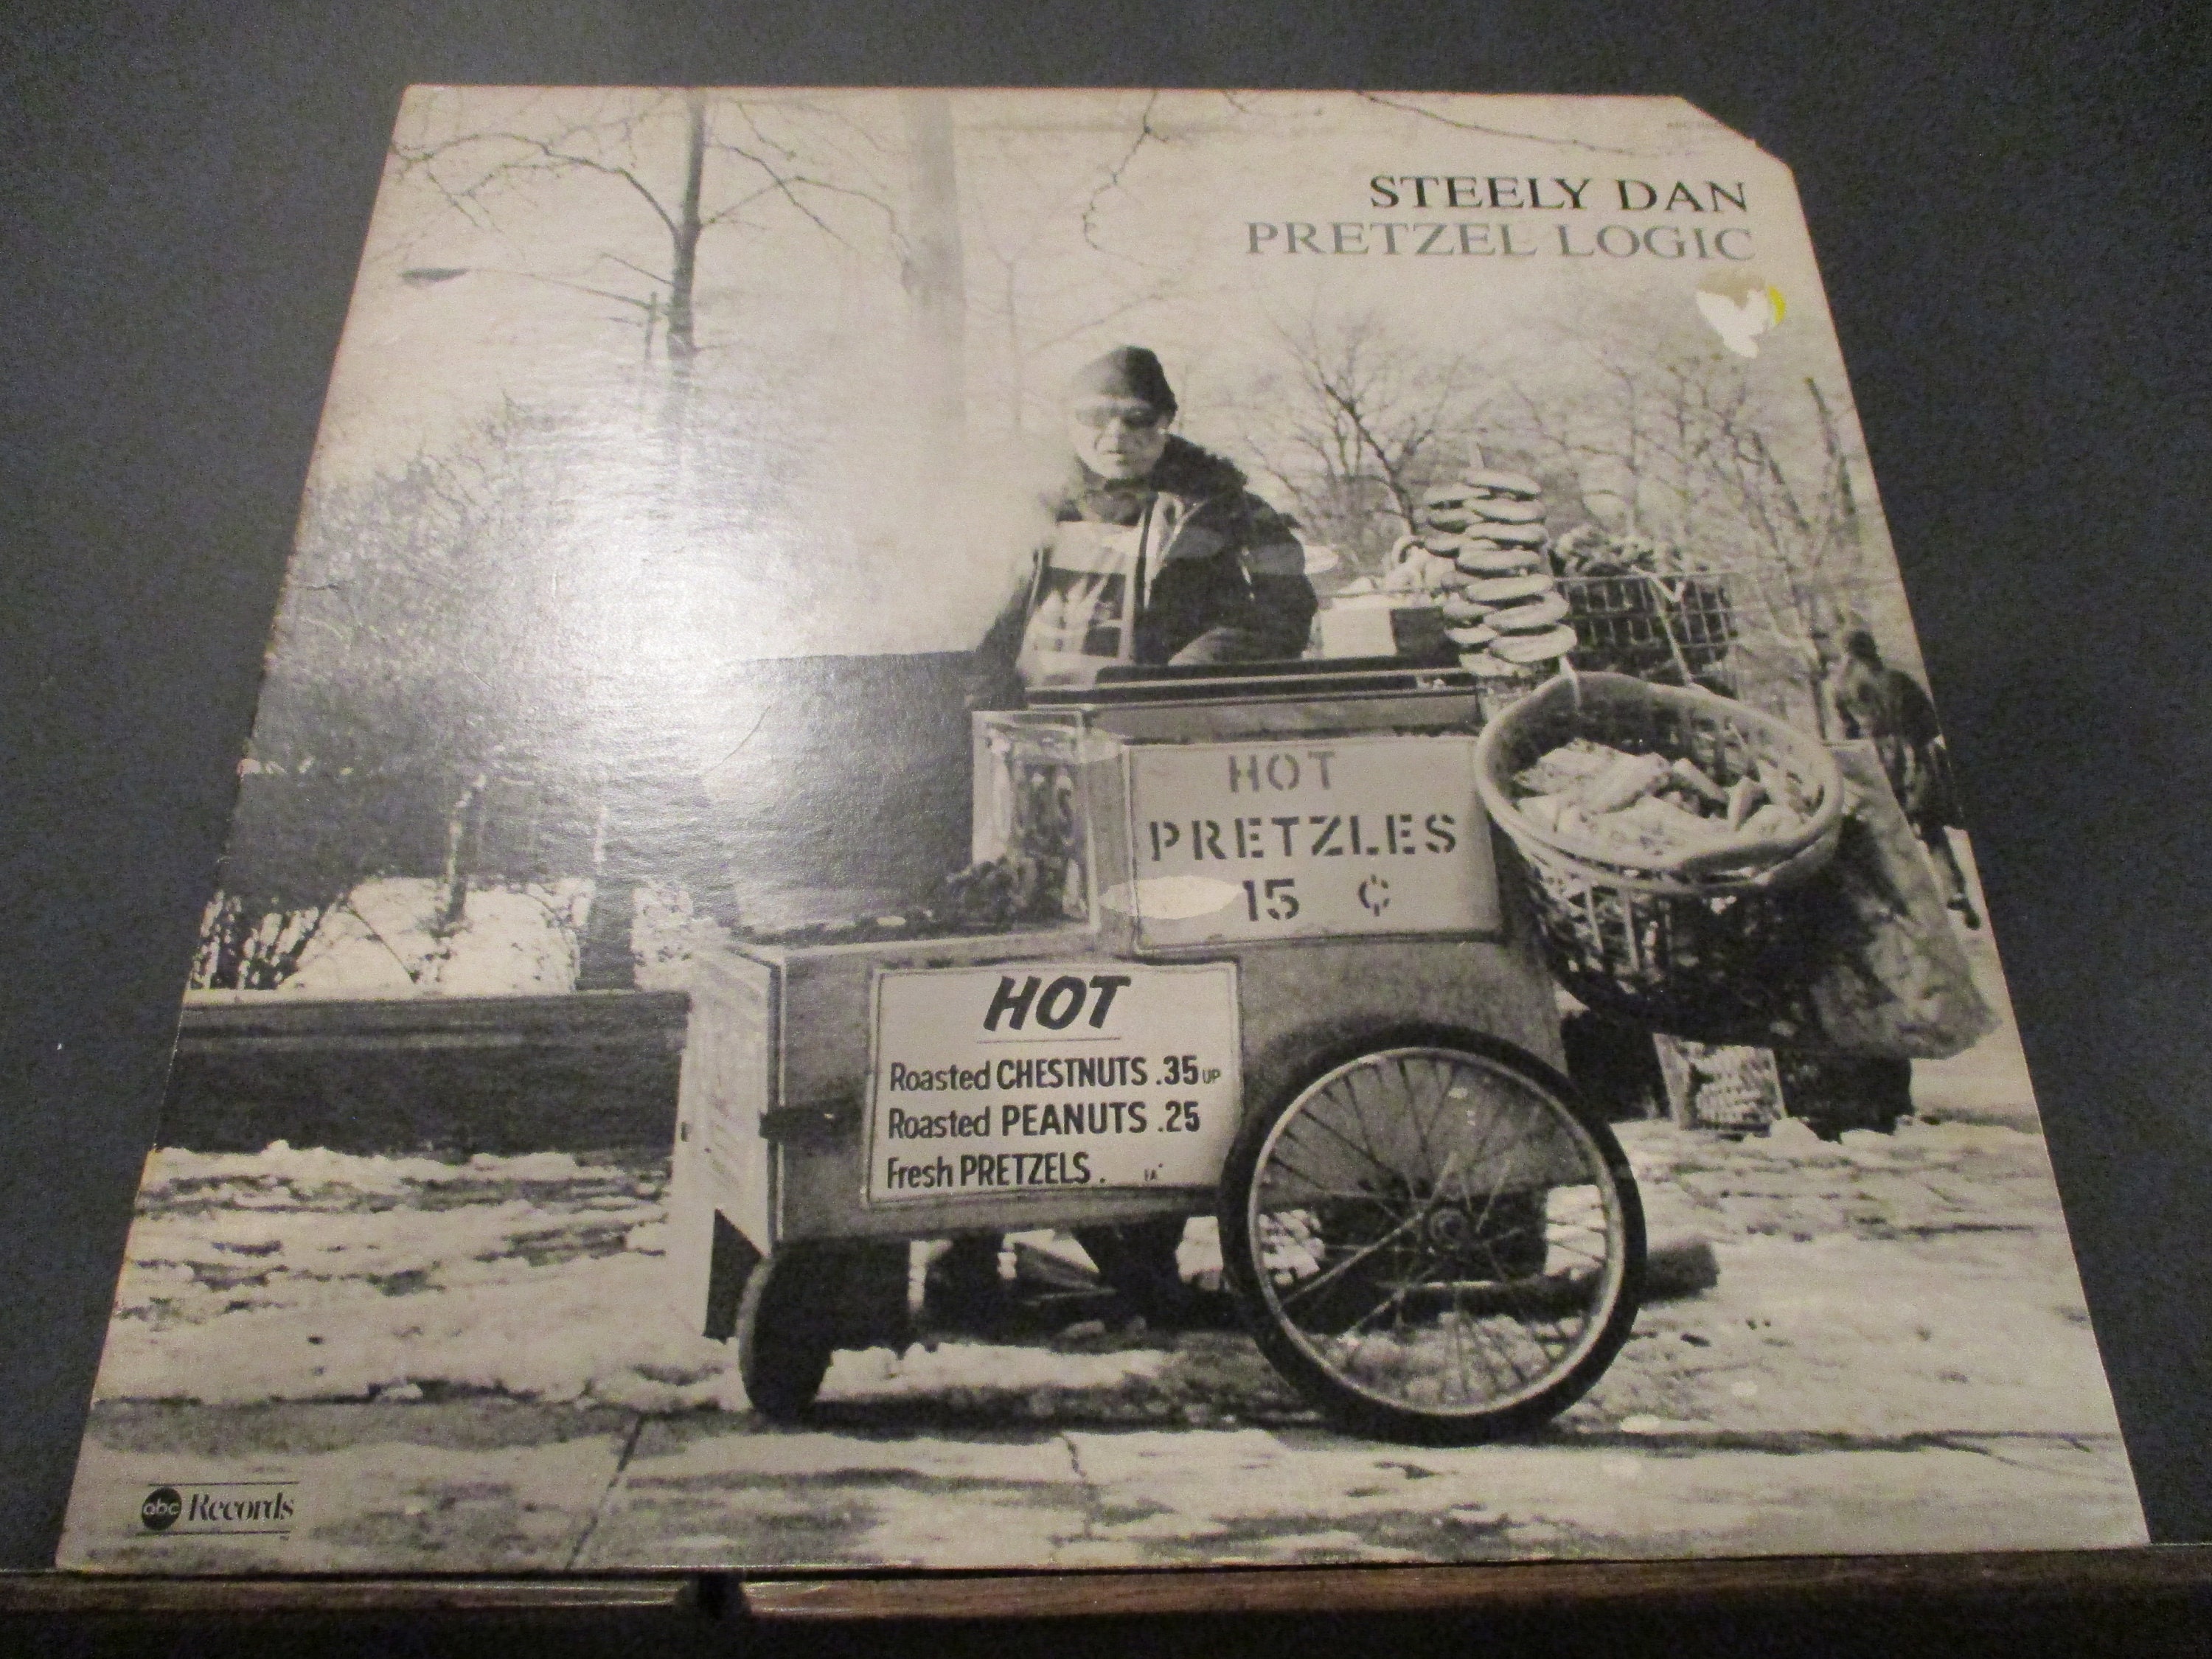 STEELY DAN
PRETZEL LOGIC
HOT
PRETZLES
15 ¢
HOT
Roasted CHESTNUTS .35 UP
Roasted PEANUTS .25
Fresh PRETZELS .
abc Records